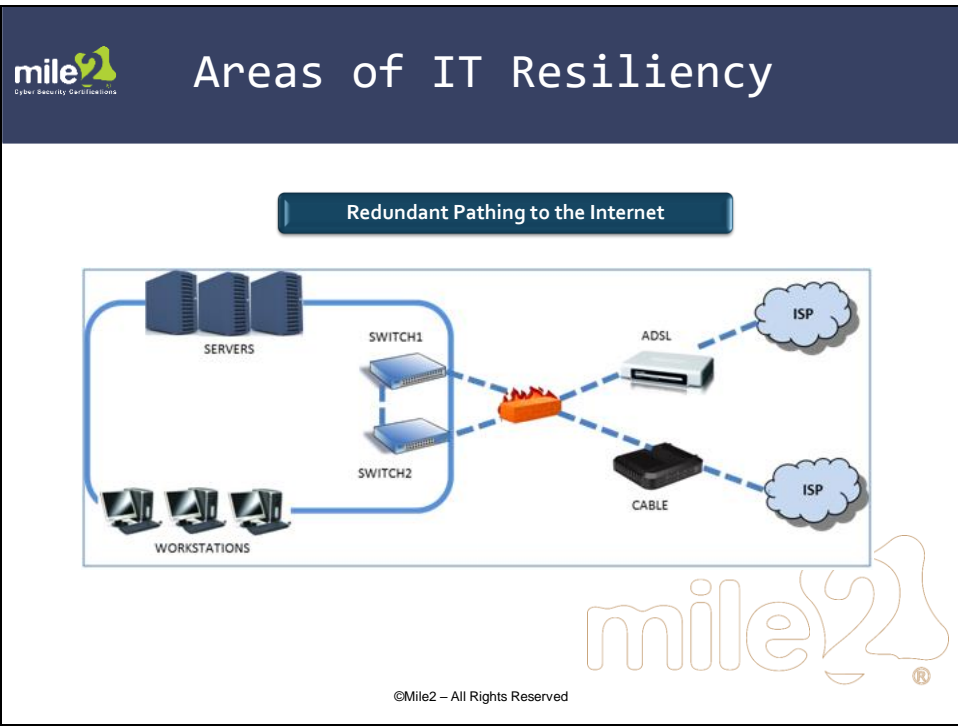 mile2
Cyber Security Certifications
Areas of IT Resiliency
Redundant Pathing to the Internet
SERVERS
SWITCH1
ADSL
ISP
SWITCH2
CABLE
ISP
WORKSTATIONS
mile2
®
©Mile2 – All Rights Reserved